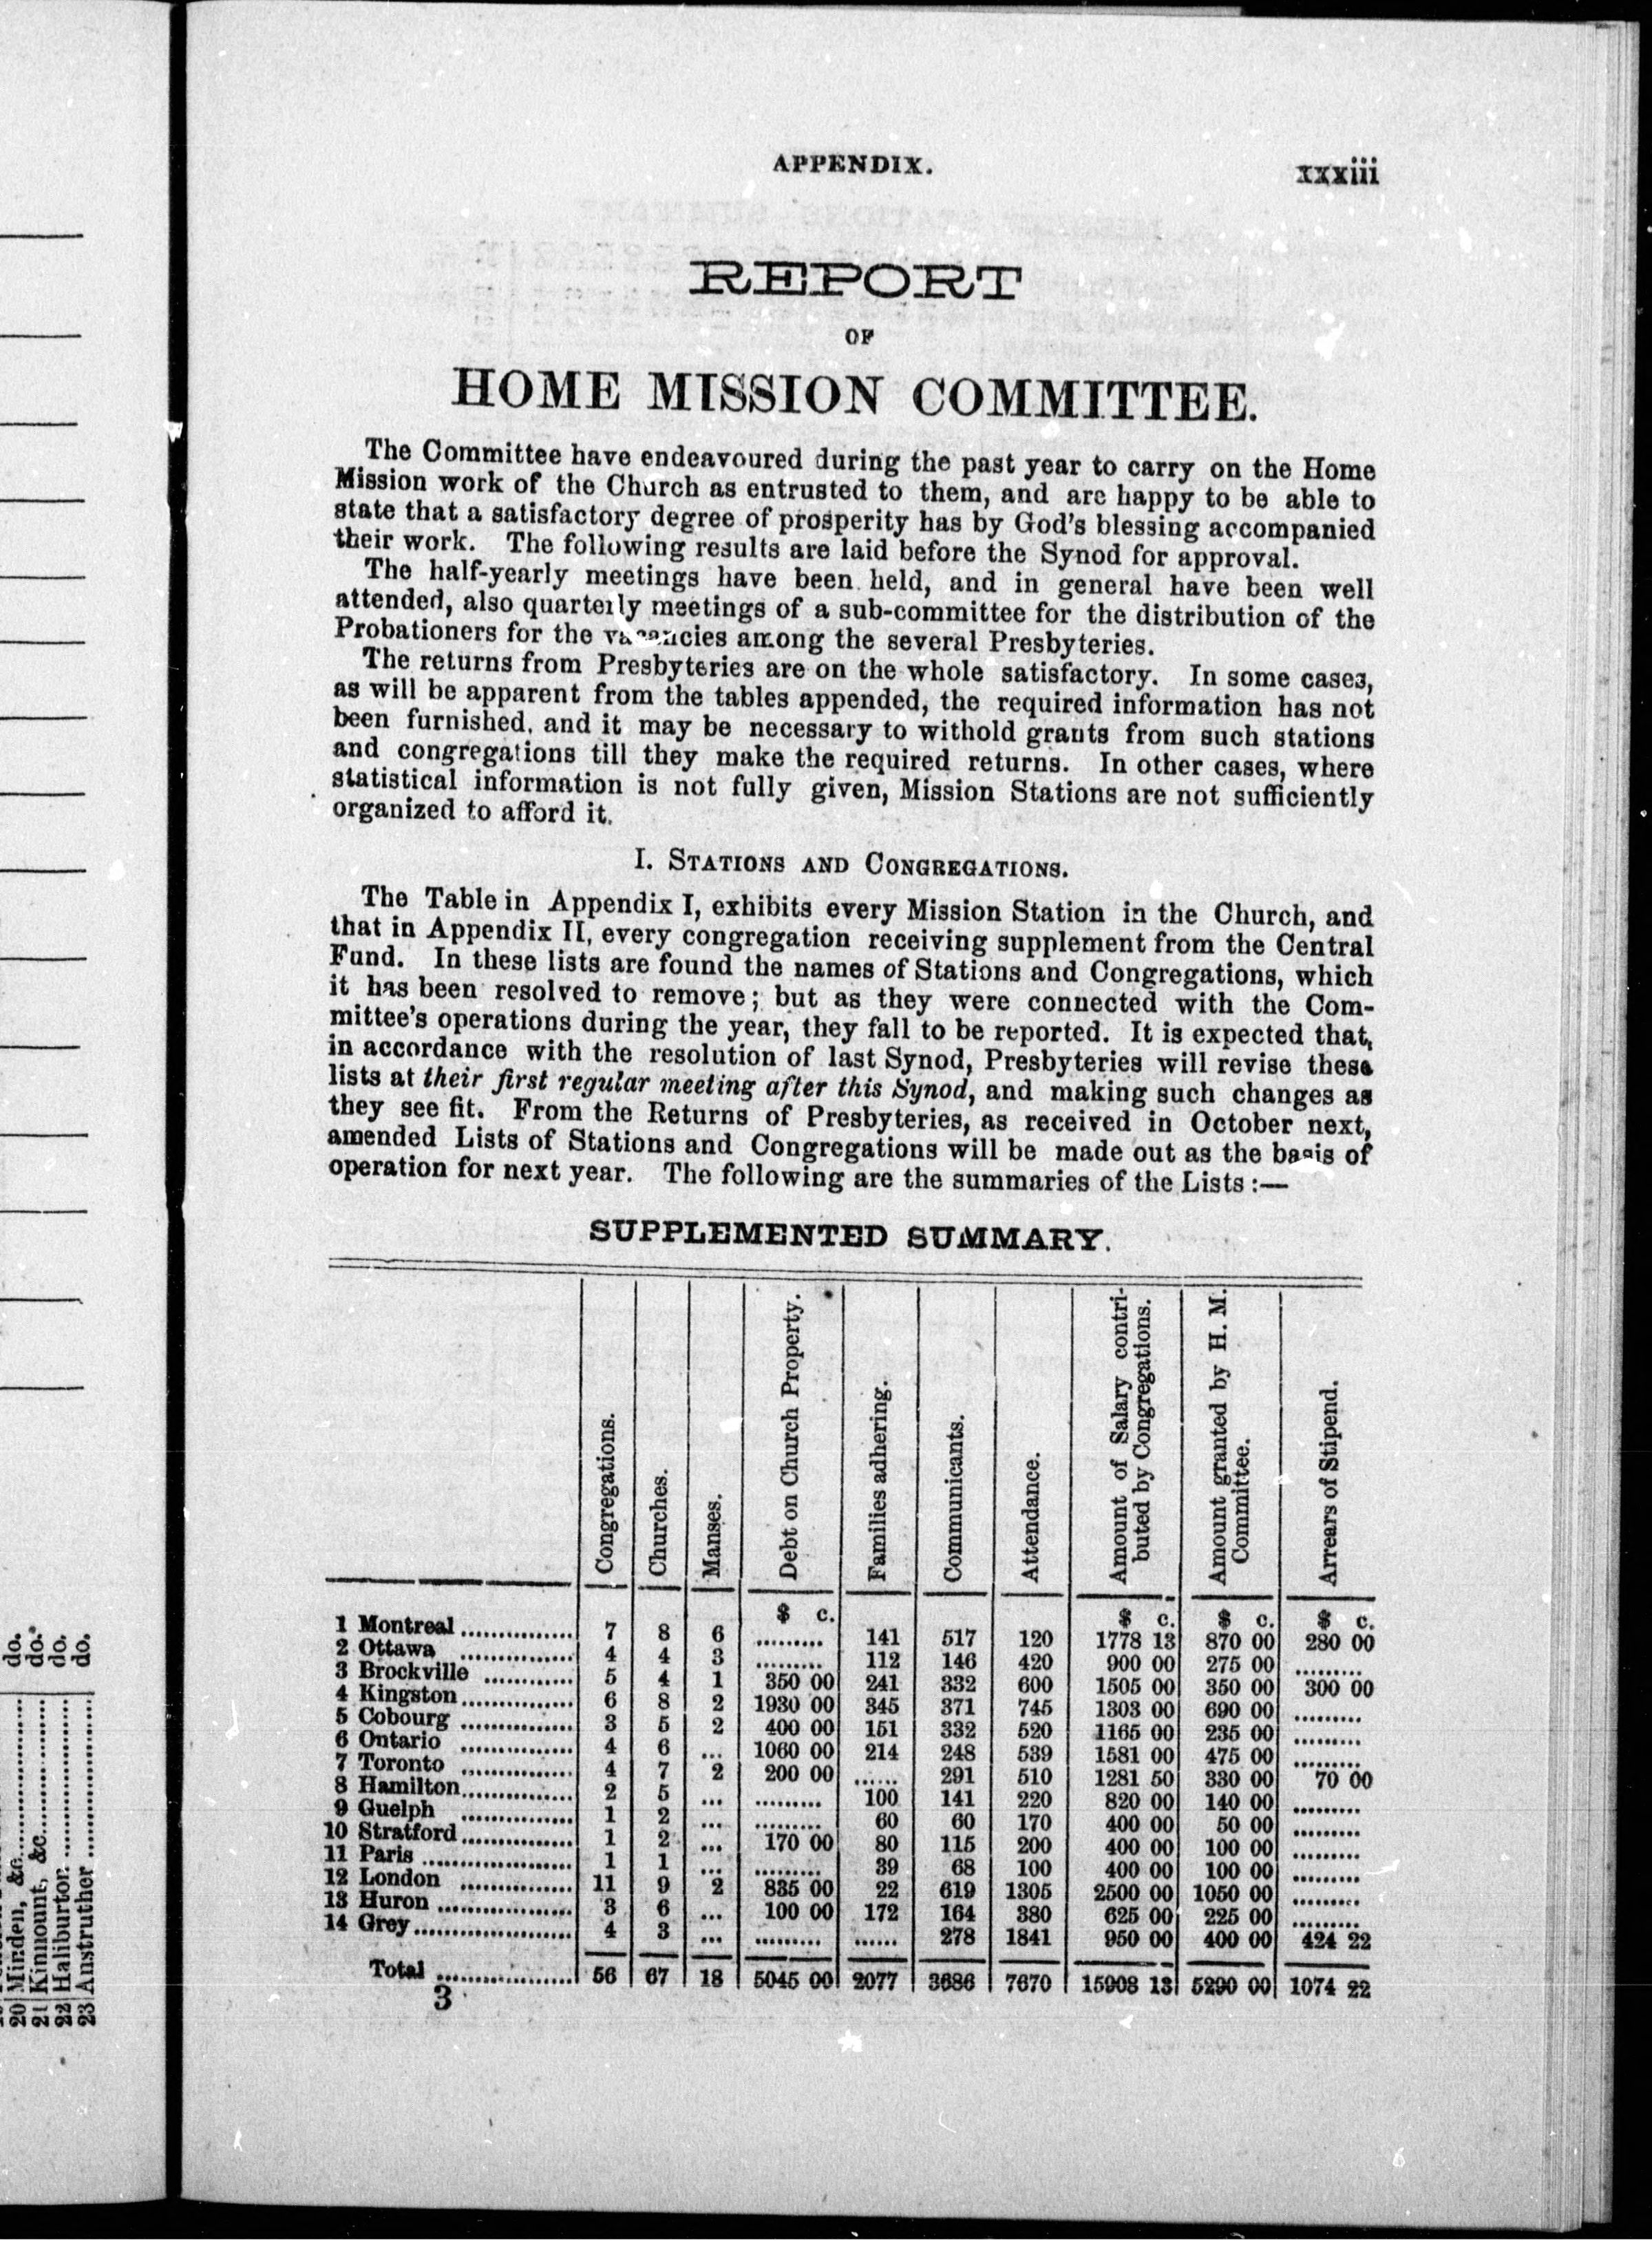 APPENDIX. xxxiii
REPORT
OF
HOME MISSION COMMITTEE.
The Committee have endeavoured during the past year to carry on the Home
Mission work of the Church as entrusted to them, and are happy to be able to
state that a satisfactory degree of prosperity has by God's blessing accompanied
their work. The following results are laid before the Synod for approval.
The half-yearly meetings have been held, and in general have been well
attended, also quarterly meetings of a sub-committee for the distribution of the
Probationers for the vacancies among the several Presbyteries.
The returns from Presbyteries are on the whole satisfactory. In some cases,
as will be apparent from the tables appended, the required information has not
been furnished, and it may be necessary to withold grants from such stations
and congregations till they make the required returns. In other cases, where
statistical information is not fully given, Mission Stations are not sufficiently
organized to afford it.
I. STATIONS AND CONGREGATIONS.
The Table in Appendix I, exhibits every Mission Station in the Church, and
that in Appendix II, every congregation receiving supplement from the Central
Fund. In these lists are found the names of Stations and Congregations, which
it has been resolved to remove; but as they were connected with the Com-
mittee's operations during the year, they fall to be reported. It is expected that,
in accordance with the resolution of last Synod, Presbyteries will revise these
lists at their first regular meeting after this Synod, and making such changes as
they see fit. From the Returns of Presbyteries, as received in October next,
amended Lists of Stations and Congregations will be made out as the basis of
operation for next year. The following are the summaries of the Lists :—
SUPPLEMENTED SUMMARY.
Congregations.
Churches.
Manses.
Debt on Church Property.
Families adhering.
Communicants.
Attendance.
Amount of Salary contri-
buted by Congregations.
Amount granted by H. M.
Committee.
Arrears of Stipend.
$ c. $ c. $ c. $ c.
1 Montreal ............... 7 8 6 ......... 141 517 120 1778 13 870 00 280 00
2 Ottawa ............... 4 4 3 ......... 112 146 420 900 00 275 00 .........
3 Brockville ............ 5 4 1 350 00 241 332 600 1505 00 350 00 300 00
4 Kingston ............... 6 8 2 1930 00 345 371 745 1303 00 690 00 .........
5 Cobourg ............... 3 5 2 400 00 151 332 520 1165 00 235 00 .........
6 Ontario ............... 4 6 ... 1060 00 214 248 539 1581 00 475 00 .........
7 Toronto ............... 4 7 2 200 00 ...... 291 510 1281 50 330 00 70 00
8 Hamilton ............... 2 5 ... ......... 100 141 220 820 00 140 00 .........
9 Guelph ............... 1 2 ... ......... 60 60 170 400 00 50 00 .........
10 Stratford ............... 1 2 ... 170 00 80 115 200 400 00 100 00 .........
11 Paris .................... 1 1 ... ......... 39 68 100 400 00 100 00 .........
12 London ............... 11 9 2 835 00 22 619 1305 2500 00 1050 00 .........
13 Huron .................. 3 6 ... 100 00 172 164 380 625 00 225 00 .........
14 Grey ..................... 4 3 ... ......... ...... 278 1841 950 00 400 00 424 22
Total .................. 56 67 18 5045 00 2077 3686 7670 15908 13 5290 00 1074 22
3
20 Minden, &c. do.
21 Kinmount, &c. do.
22 Haliburton do.
23 Anstruther do.